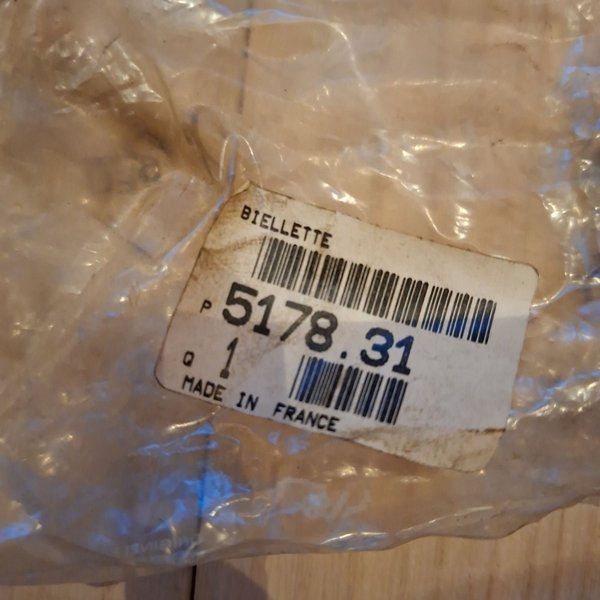 BIELLETTE
P 5178.31
Q 1
MADE IN FRANCE